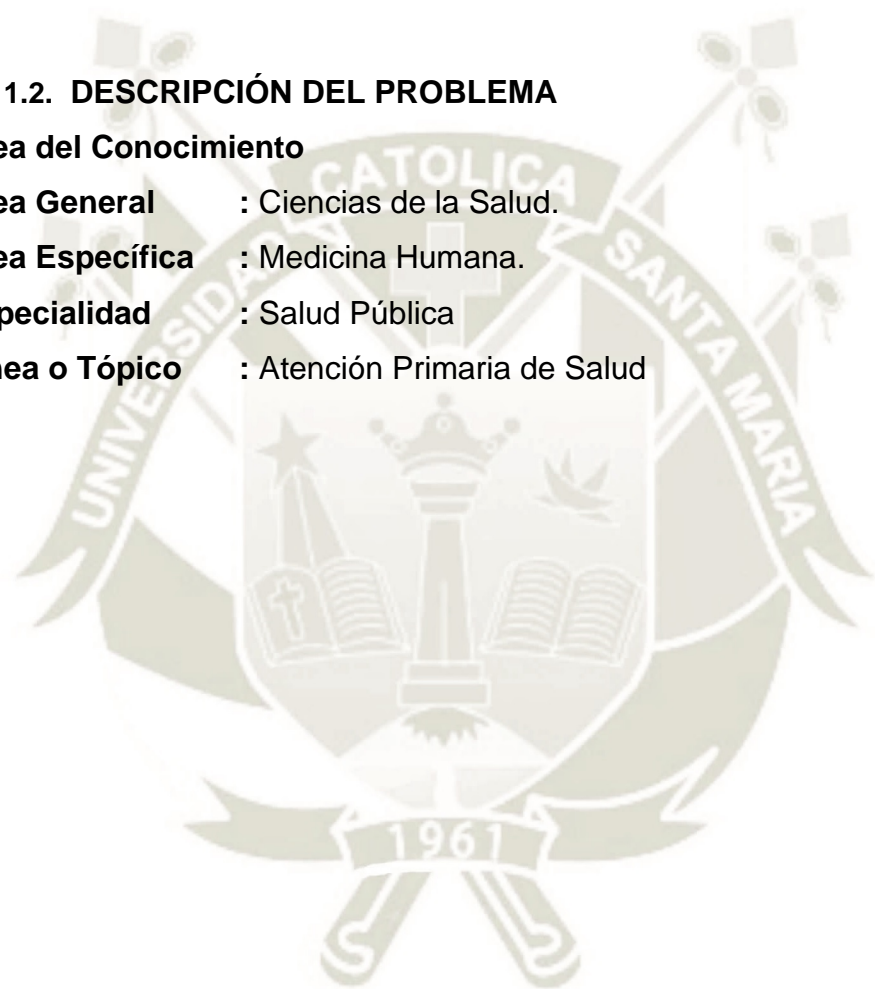 1.2. DESCRIPCIÓN DEL PROBLEMA
ea del Conocimiento
ea General : Ciencias de la Salud.
ea Específica : Medicina Humana.
pecialidad : Salud Pública
nea o Tópico : Atención Primaria de Salud
UNIVERSIDAD CATOLICA SANTA MARIA
1961